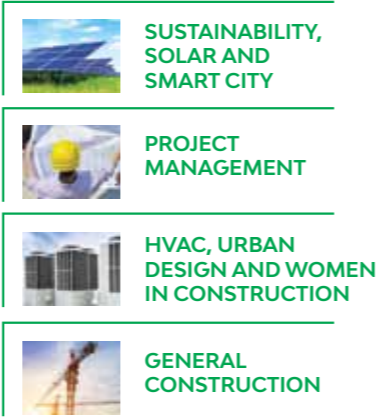 SUSTAINABILITY,
SOLAR AND
SMART CITY
PROJECT
MANAGEMENT
HVAC, URBAN
DESIGN AND WOMEN
IN CONSTRUCTION
GENERAL
CONSTRUCTION